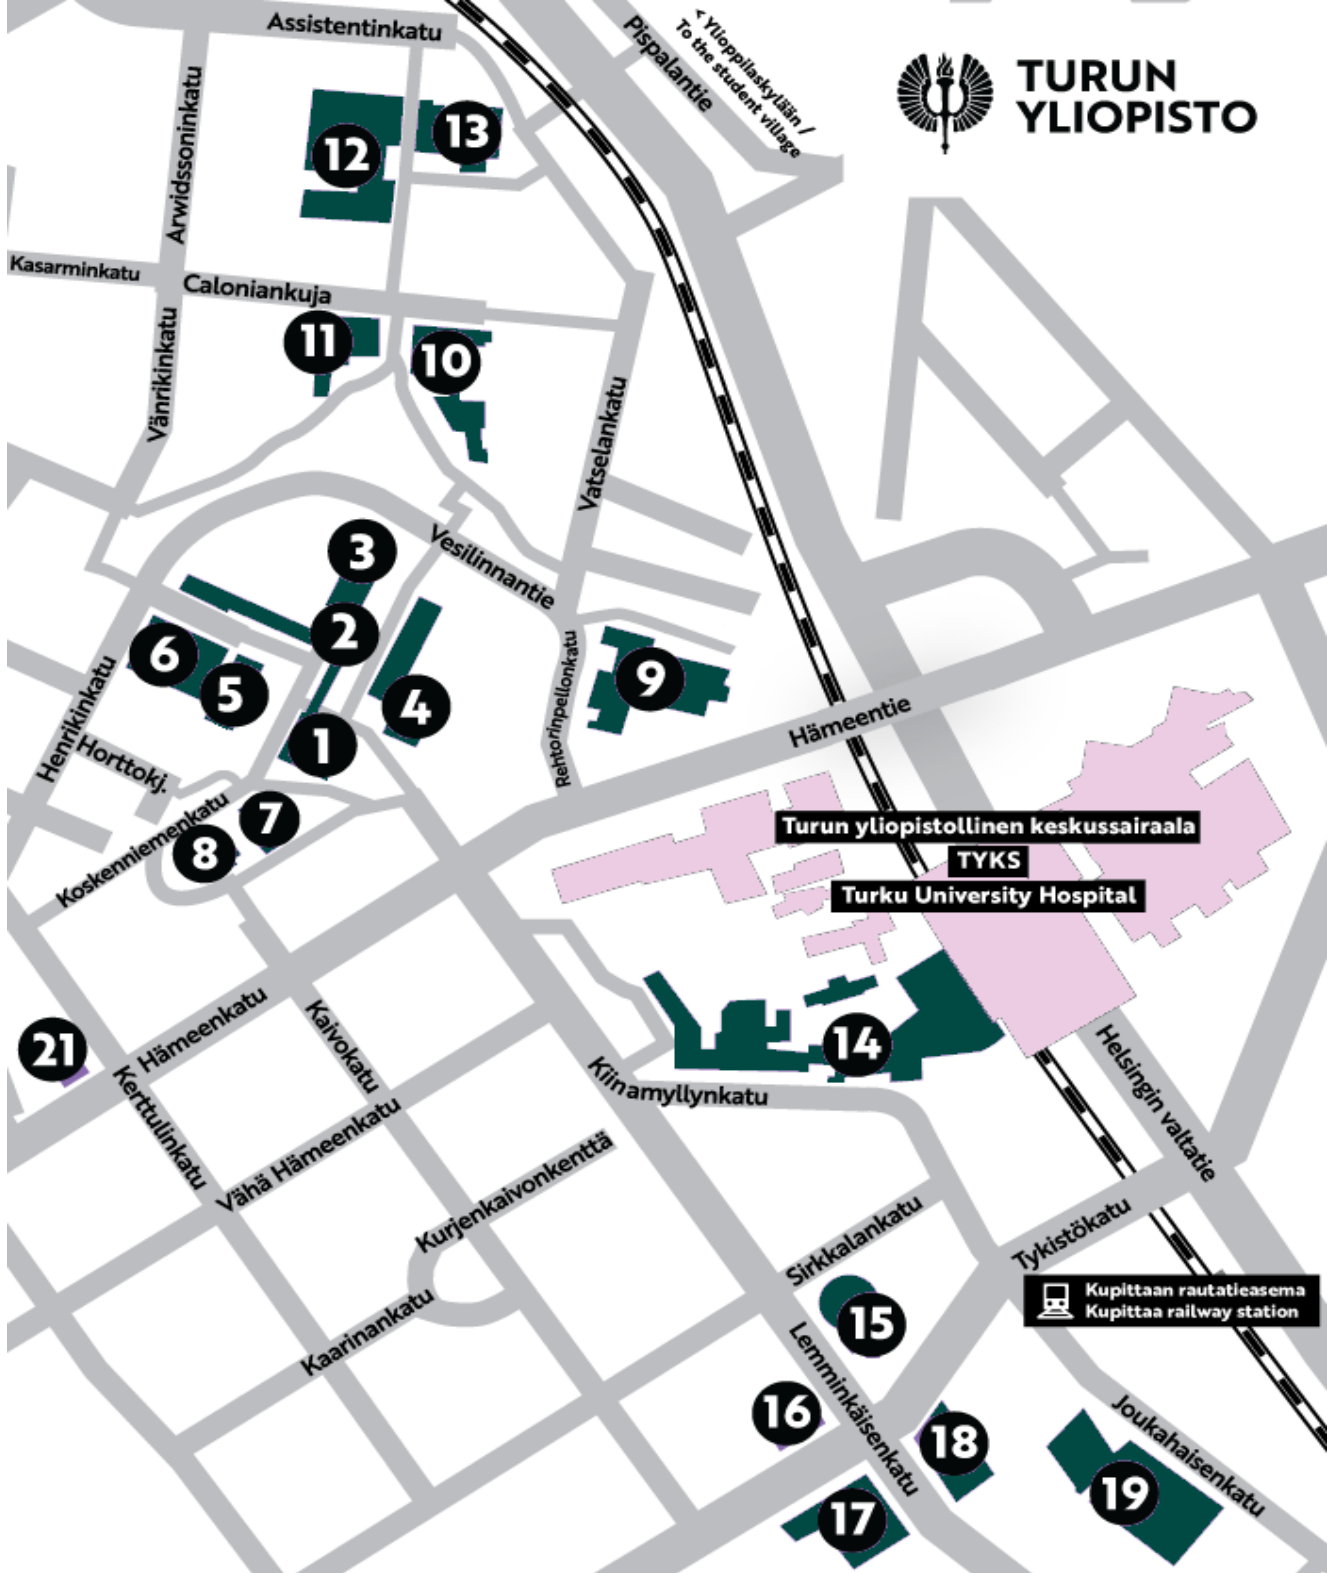 Assistentinkatu
Pispalantie
< Ylioppilaskylään /
To the student village
TURUN
YLIOPISTO
Arwidssoninkatu
12
13
Kasarminkatu
Caloniankuja
Vänrikinkatu
11
10
Vatselankatu
Vesilinnantie
3
2
6
5
4
1
9
Rehtorinpellonkatu
Henrikinkatu
Horttokj.
Hämeentie
Koskenniemenkatu
7
8
Turun yliopistollinen keskussairaala
TYKS
Turku University Hospital
21
Hämeenkatu
Kaivokatu
14
Kiinamyllynkatu
Helsingin valtatie
Kerttulinkatu
Vähä Hämeenkatu
Kurjenkaivonkenttä
Sirkkalankatu
Tykistökatu
Kupittaan rautatieasema
Kupittaa railway station
Kaarinankatu
15
Lemminkäisenkatu
16
18
Joukahaisenkatu
19
17